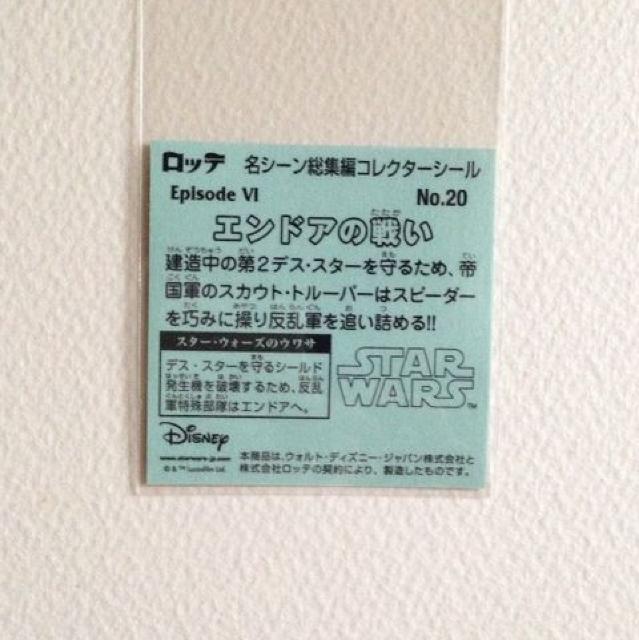 ロッテ 名シーン総集編コレクターシール
Episode VI No.20
エンドアの戦い
建造中の第2デス・スターを守るため、帝
国軍のスカウト・トルーパーはスピーダー
を巧みに操り反乱軍を追い詰める!!
スター・ウォーズのウワサ
デス・スターを守るシールド
発生機を破壊するため、反乱
軍特殊部隊はエンドアへ。
STAR
WARS™
Disney
www.starwars-jp.com
© & ™ Lucasfilm Ltd.
本商品は、ウォルト・ディズニー・ジャパン株式会社と
株式会社ロッテの契約により、製造したものです。